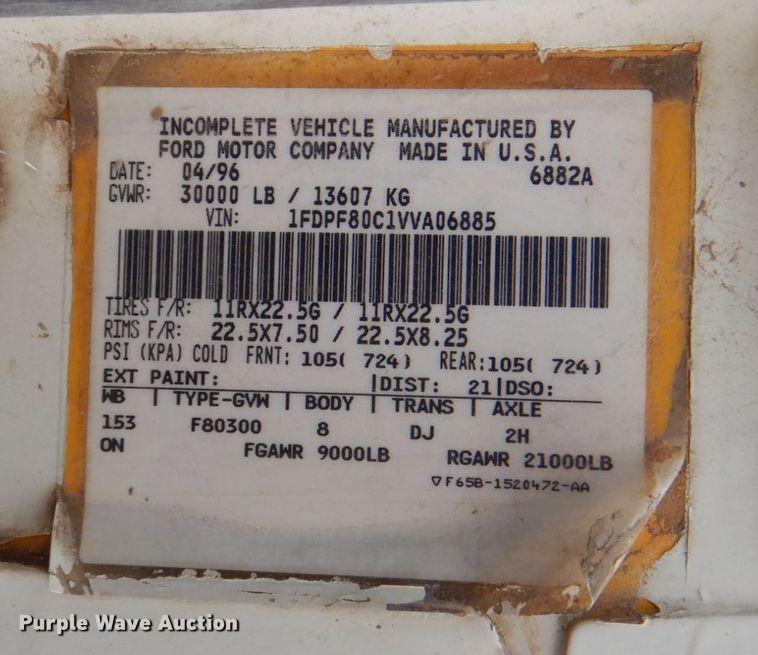 INCOMPLETE VEHICLE MANUFACTURED BY
FORD MOTOR COMPANY MADE IN U.S.A.
DATE: 04/96 6882A
GVWR: 30000 LB / 13607 KG
VIN: 1FDPF80C1VVA06885
TIRES F/R: 11RX22.5G / 11RX22.5G
RIMS F/R: 22.5X7.50 / 22.5X8.25
PSI (KPA) COLD FRNT: 105( 724) REAR:105( 724)
EXT PAINT: |DIST: 21|DSO:
WB | TYPE-GVW | BODY | TRANS | AXLE
153 F80300 8 DJ 2H
ON FGAWR 9000LB RGAWR 21000LB
▽F65B-1520472-AA
Purple Wave Auction